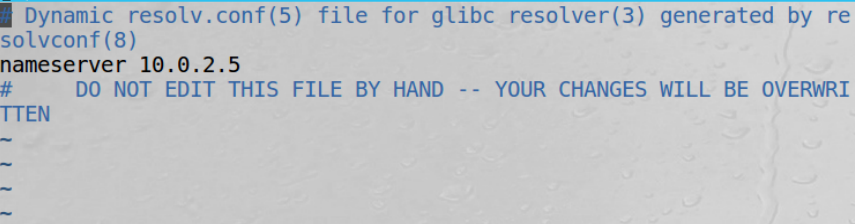 # Dynamic resolv.conf(5) file for glibc resolver(3) generated by re
solvconf(8)
nameserver 10.0.2.5
#     DO NOT EDIT THIS FILE BY HAND -- YOUR CHANGES WILL BE OVERWRI
TTEN
~
~
~
~